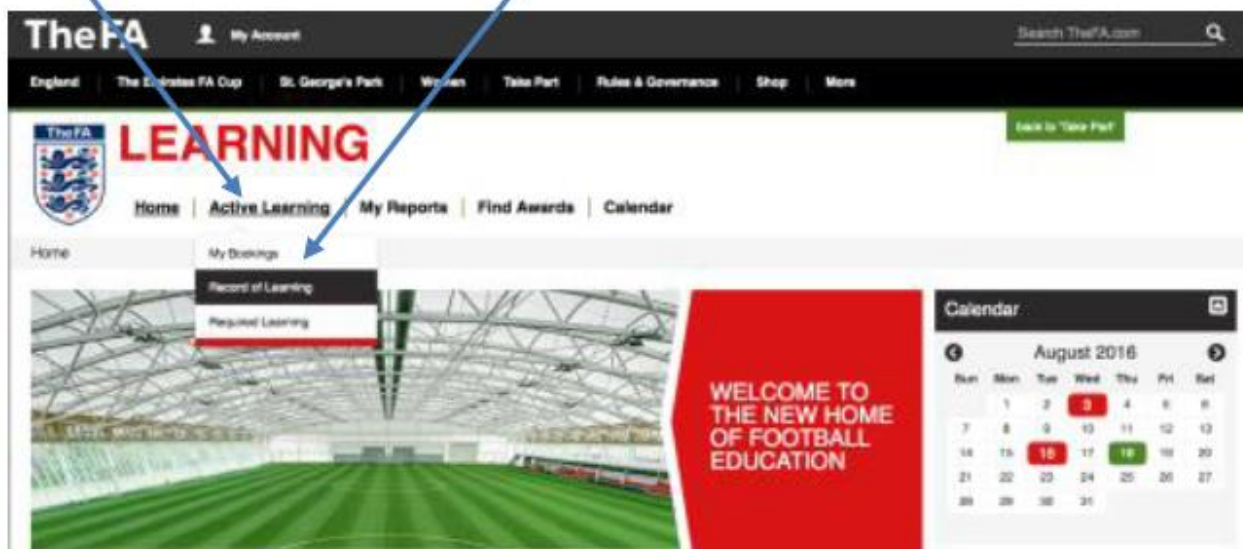 TheFA My Account Search TheFA.com
England The Emirates FA Cup St. George's Park Women Take Part Rules & Governance Shop More
TheFA
LEARNING
back to 'Take Part'
Home Active Learning My Reports Find Awards Calendar
Home
My Bookings
Record of Learning
Required Learning
WELCOME TO
THE NEW HOME
OF FOOTBALL
EDUCATION
Calendar
August 2016
Sun Mon Tue Wed Thu Fri Sat
1 2 3 4 5 6
7 8 9 10 11 12 13
14 15 16 17 18 19 20
21 22 23 24 25 26 27
28 29 30 31